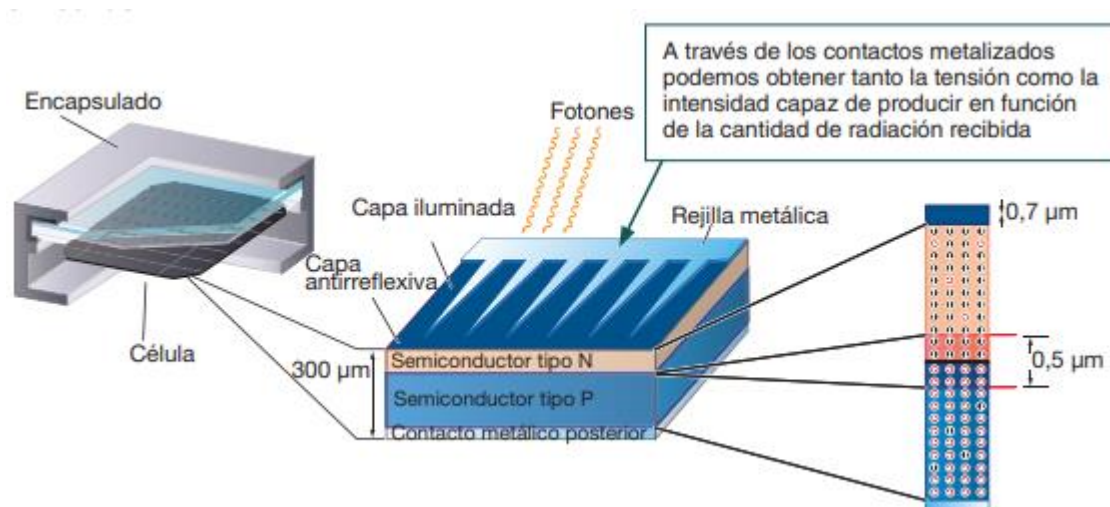 A través de los contactos metalizados
podemos obtener tanto la tensión como la
intensidad capaz de producir en función
de la cantidad de radiación recibida
Encapsulado
Fotones
Capa iluminada
Rejilla metálica
0,7 µm
Capa
antirreflexiva
Célula
300 µm
Semiconductor tipo N
0,5 µm
Semiconductor tipo P
Contacto metálico posterior